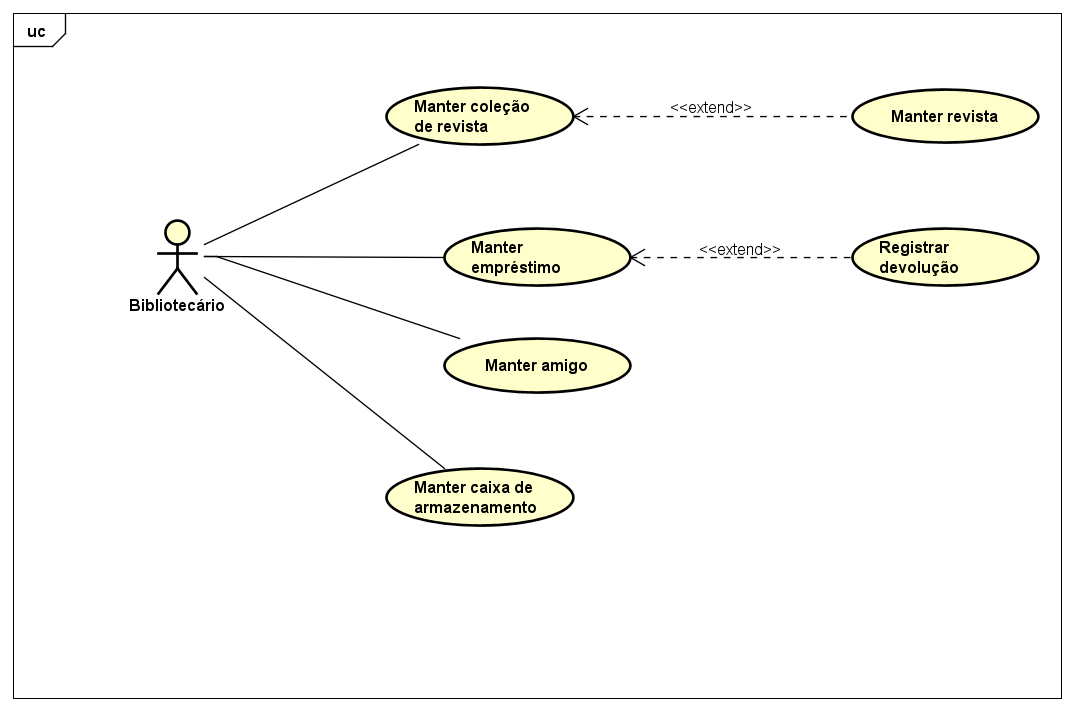 uc
Manter coleção
de revista
<<extend>>
Manter revista
Manter
empréstimo
<<extend>>
Registrar
devolução
Bibliotecário
Manter amigo
Manter caixa de
armazenamento